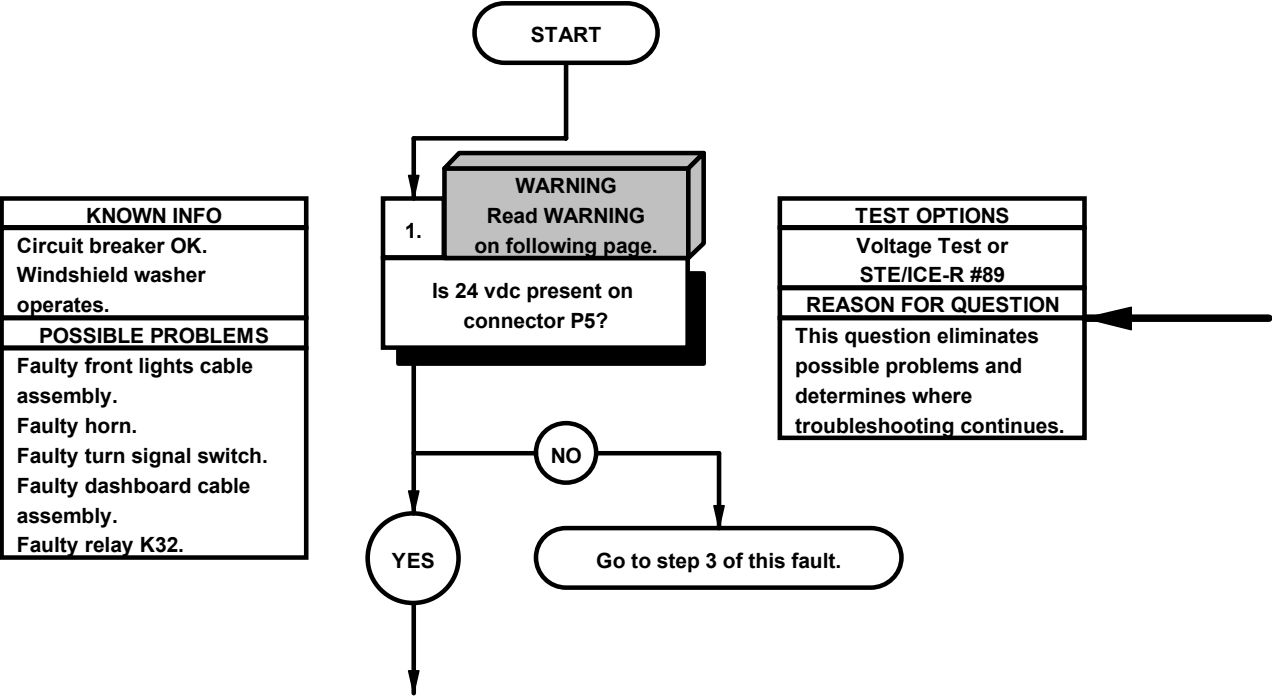 START
KNOWN INFO
Circuit breaker OK.
Windshield washer
operates.
POSSIBLE PROBLEMS
Faulty front lights cable
assembly.
Faulty horn.
Faulty turn signal switch.
Faulty dashboard cable
assembly.
Faulty relay K32.
1.
WARNING
Read WARNING
on following page.
Is 24 vdc present on
connector P5?
TEST OPTIONS
Voltage Test or
STE/ICE-R #89
REASON FOR QUESTION
This question eliminates
possible problems and
determines where
troubleshooting continues.
NO
YES
Go to step 3 of this fault.